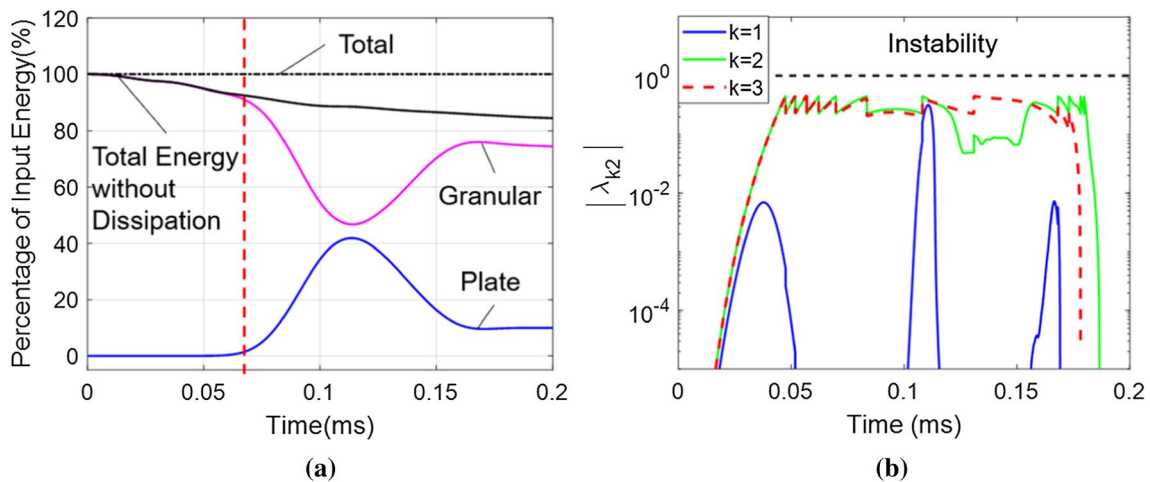 120
100
80
60
40
20
0
Percentage of Input Energy(%)
Total
Total Energy
without
Dissipation
Granular
Plate
0
0.05
0.1
0.15
0.2
Time(ms)
(a)
k=1
k=2
k=3
Instability
10^0
10^-2
10^-4
|λ_k2|
0
0.05
0.1
0.15
0.2
Time (ms)
(b)